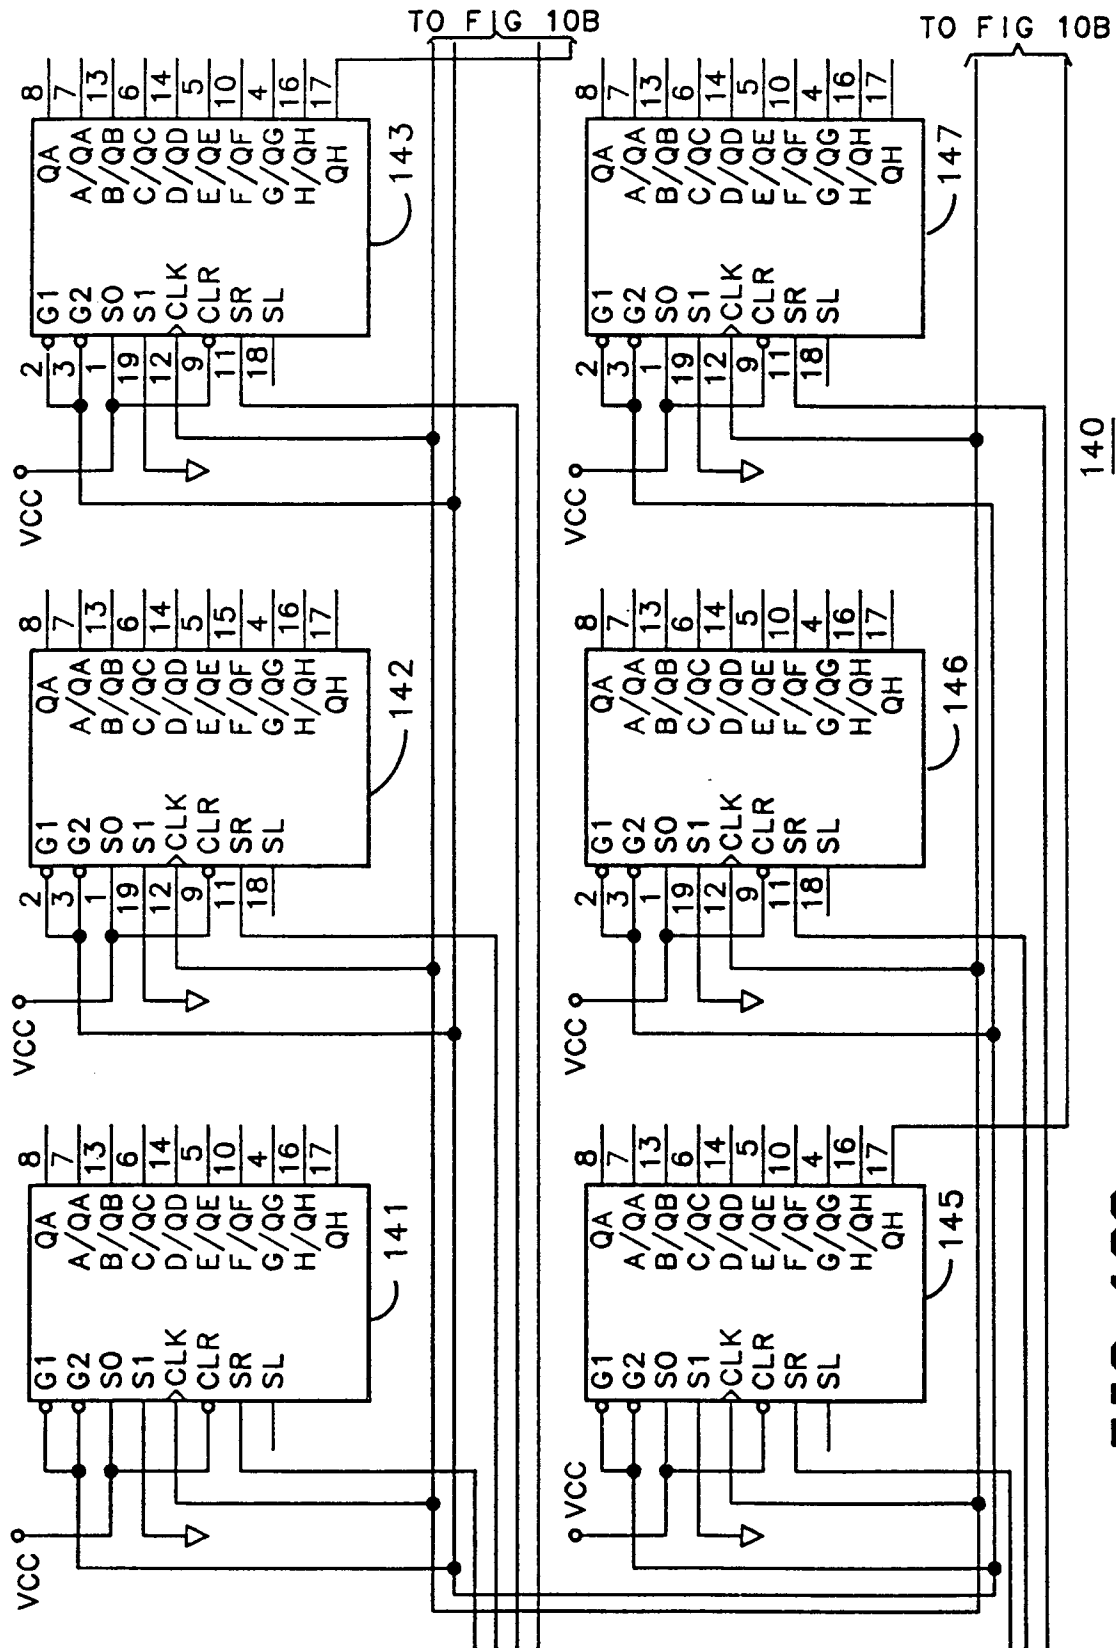 TO FIG 10B
TO FIG 10B
VCC
G1
G2
S0
S1
CLK
CLR
SR
SL
QA
A/QA
B/QB
C/QC
D/QD
E/QE
F/QF
G/QG
H/QH
QH
8
7
13
6
14
5
10
4
16
17
141
VCC
2
3
1
19
12
9
11
18
G1
G2
S0
S1
CLK
CLR
SR
SL
QA
A/QA
B/QB
C/QC
D/QD
E/QE
F/QF
G/QG
H/QH
QH
8
7
13
6
14
5
15
4
16
17
142
VCC
2
3
1
19
12
9
11
18
G1
G2
S0
S1
CLK
CLR
SR
SL
QA
A/QA
B/QB
C/QC
D/QD
E/QE
F/QF
G/QG
H/QH
QH
8
7
13
6
14
5
10
4
16
17
143
VCC
G1
G2
S0
S1
CLK
CLR
SR
SL
QA
A/QA
B/QB
C/QC
D/QD
E/QE
F/QF
G/QG
H/QH
QH
8
7
13
6
14
5
10
4
16
17
145
VCC
2
3
1
19
12
9
11
18
G1
G2
S0
S1
CLK
CLR
SR
SL
QA
A/QA
B/QB
C/QC
D/QD
E/QE
F/QF
G/QG
H/QH
QH
8
7
13
6
14
5
10
4
16
17
146
VCC
2
3
1
19
12
9
11
18
G1
G2
S0
S1
CLK
CLR
SR
SL
QA
A/QA
B/QB
C/QC
D/QD
E/QE
F/QF
G/QG
H/QH
QH
8
7
13
6
14
5
10
4
16
17
147
140